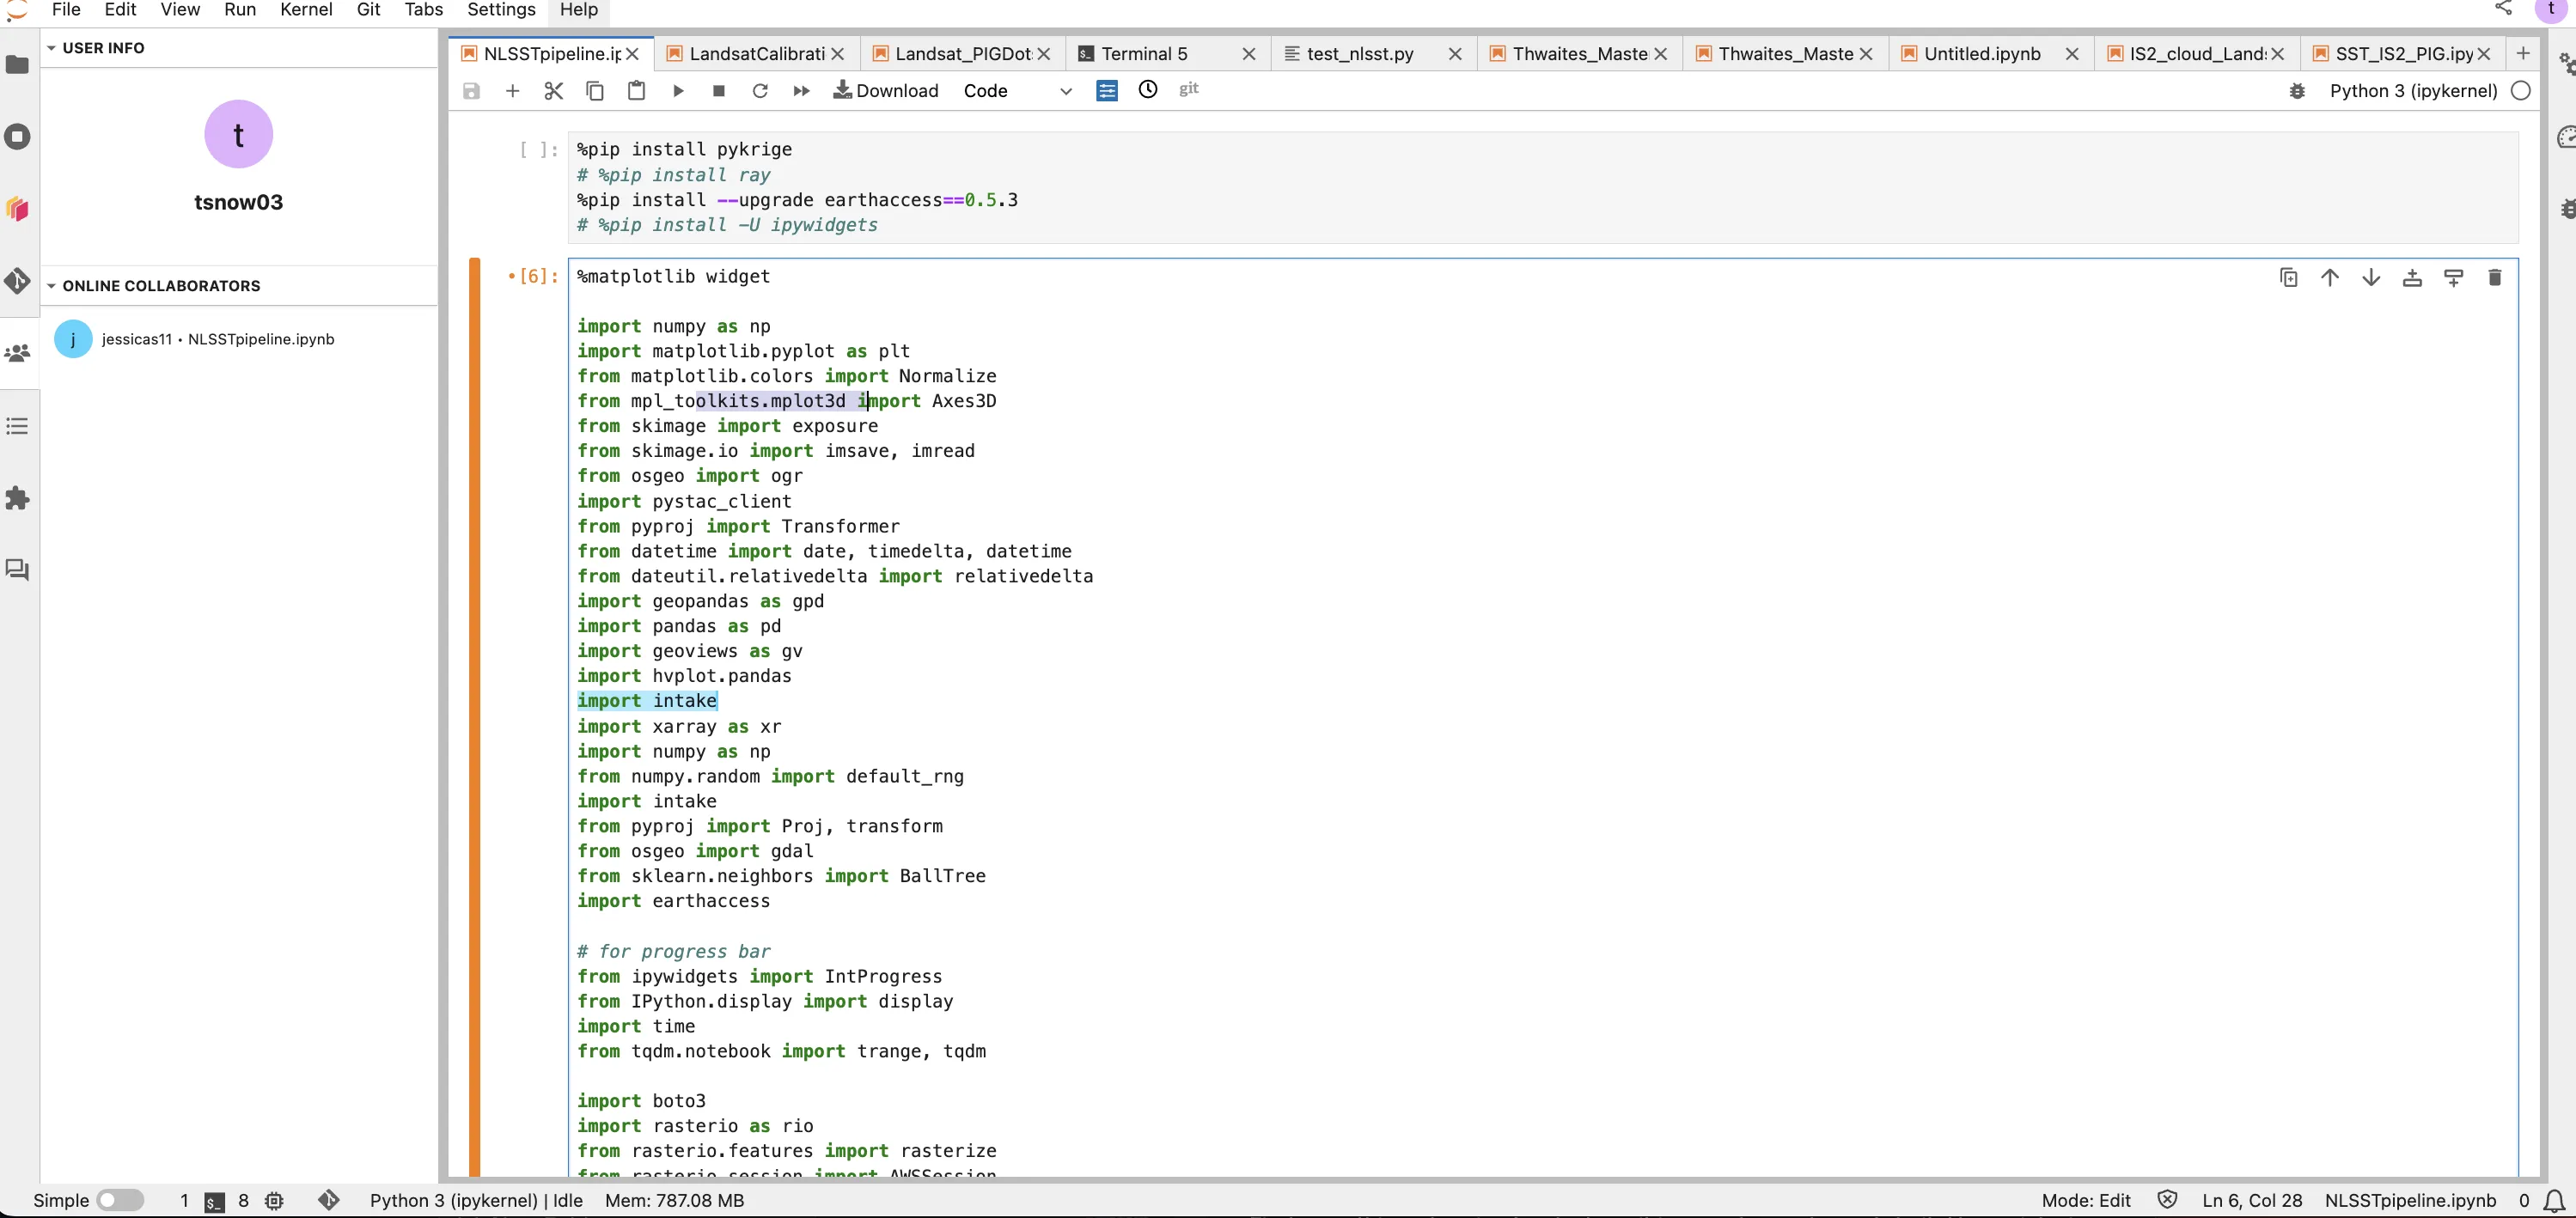 File Edit View Run Kernel Git Tabs Settings Help
t
USER INFO
t
tsnow03
ONLINE COLLABORATORS
j jessicas11 • NLSSTpipeline.ipynb
NLSSTpipeline.ip LandsatCalibrati Landsat_PIGDot Terminal 5 test_nlsst.py Thwaites_Maste Thwaites_Maste Untitled.ipynb IS2_cloud_Lands SST_IS2_PIG.ipy
Download Code git Python 3 (ipykernel)
[ ]:
%pip install pykrige
# %pip install ray
%pip install --upgrade earthaccess==0.5.3
# %pip install -U ipywidgets
•[6]:
%matplotlib widget
import numpy as np
import matplotlib.pyplot as plt
from matplotlib.colors import Normalize
from mpl_toolkits.mplot3d import Axes3D
from skimage import exposure
from skimage.io import imsave, imread
from osgeo import ogr
import pystac_client
from pyproj import Transformer
from datetime import date, timedelta, datetime
from dateutil.relativedelta import relativedelta
import geopandas as gpd
import pandas as pd
import geoviews as gv
import hvplot.pandas
import intake
import xarray as xr
import numpy as np
from numpy.random import default_rng
import intake
from pyproj import Proj, transform
from osgeo import gdal
from sklearn.neighbors import BallTree
import earthaccess
# for progress bar
from ipywidgets import IntProgress
from IPython.display import display
import time
from tqdm.notebook import trange, tqdm
import boto3
import rasterio as rio
from rasterio.features import rasterize
from rasterio.session import AWSSession
Simple 1 $_ 8 Python 3 (ipykernel) | Idle Mem: 787.08 MB Mode: Edit Ln 6, Col 28 NLSSTpipeline.ipynb 0